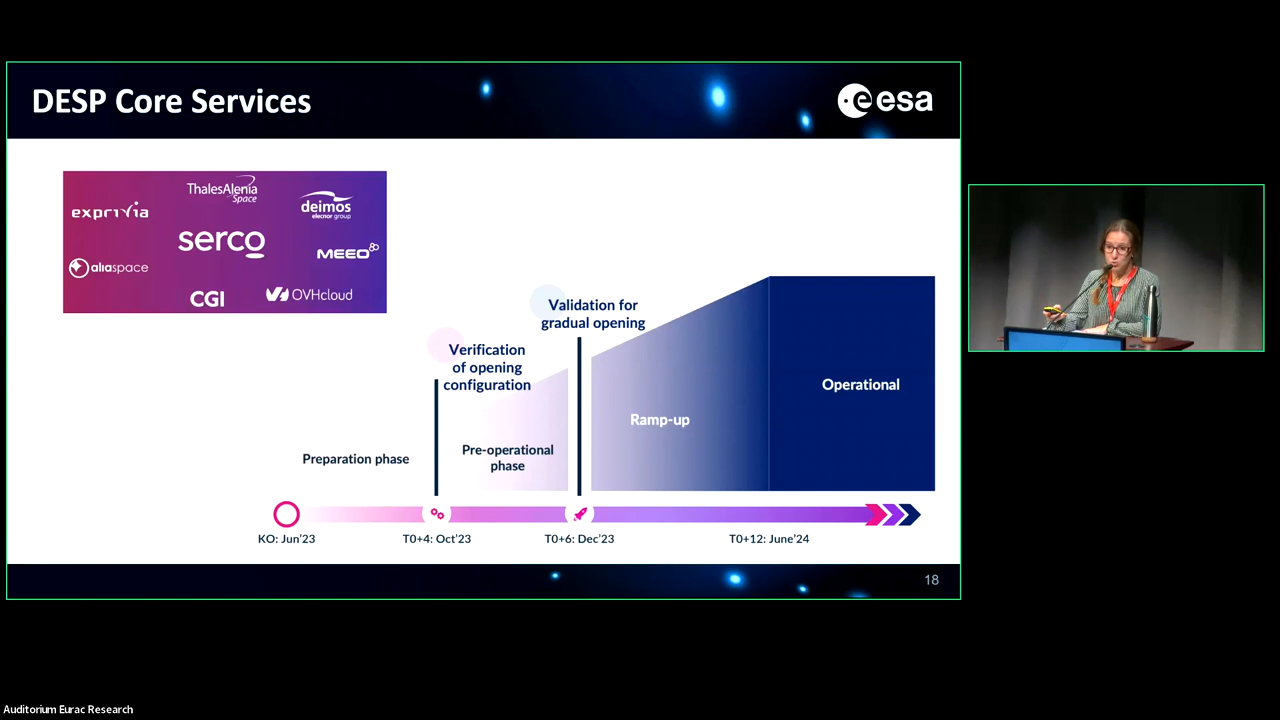 DESP Core Services
esa
ThalesAlenia
Space
exprivia
deimos
elecnor group
serco
MEEO
aliaspace
CGI
OVHcloud
Validation for
gradual opening
Verification
of opening
configuration
Operational
Ramp-up
Preparation phase
Pre-operational
phase
KO: Jun'23
T0+4: Oct'23
T0+6: Dec'23
T0+12: June'24
18
Auditorium Eurac Research